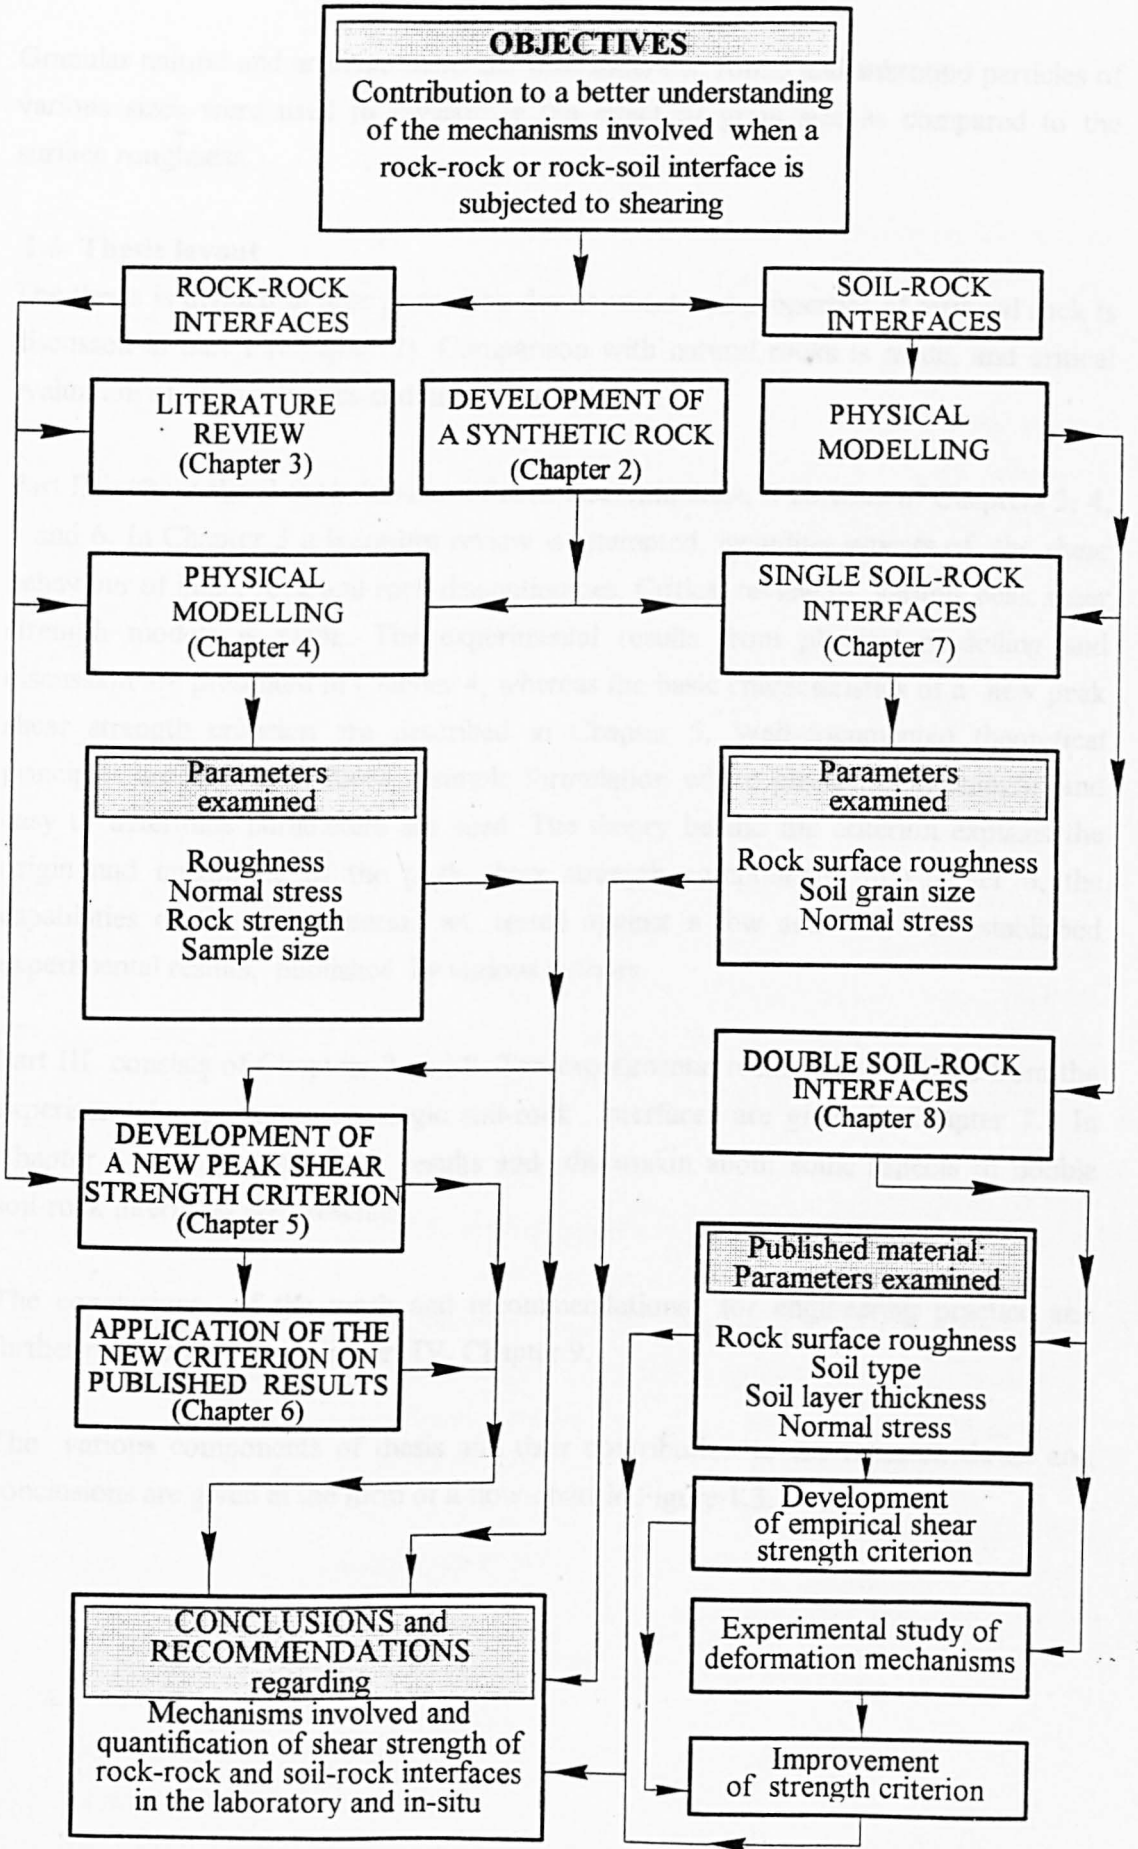 OBJECTIVES
Contribution to a better understanding
of the mechanisms involved when a
rock-rock or rock-soil interface is
subjected to shearing
ROCK-ROCK
INTERFACES
SOIL-ROCK
INTERFACES
LITERATURE
REVIEW
(Chapter 3)
DEVELOPMENT OF
A SYNTHETIC ROCK
(Chapter 2)
PHYSICAL
MODELLING
PHYSICAL
MODELLING
(Chapter 4)
SINGLE SOIL-ROCK
INTERFACES
(Chapter 7)
Parameters
examined
Roughness
Normal stress
Rock strength
Sample size
Parameters
examined
Rock surface roughness
Soil grain size
Normal stress
DOUBLE SOIL-ROCK
INTERFACES
(Chapter 8)
DEVELOPMENT OF
A NEW PEAK SHEAR
STRENGTH CRITERION
(Chapter 5)
Published material:
Parameters examined
Rock surface roughness
Soil type
Soil layer thickness
Normal stress
APPLICATION OF THE
NEW CRITERION ON
PUBLISHED RESULTS
(Chapter 6)
Development
of empirical shear
strength criterion
Experimental study of
deformation mechanisms
CONCLUSIONS and
RECOMMENDATIONS
regarding
Mechanisms involved and
quantification of shear strength of
rock-rock and soil-rock interfaces
in the laboratory and in-situ
Improvement
of strength criterion